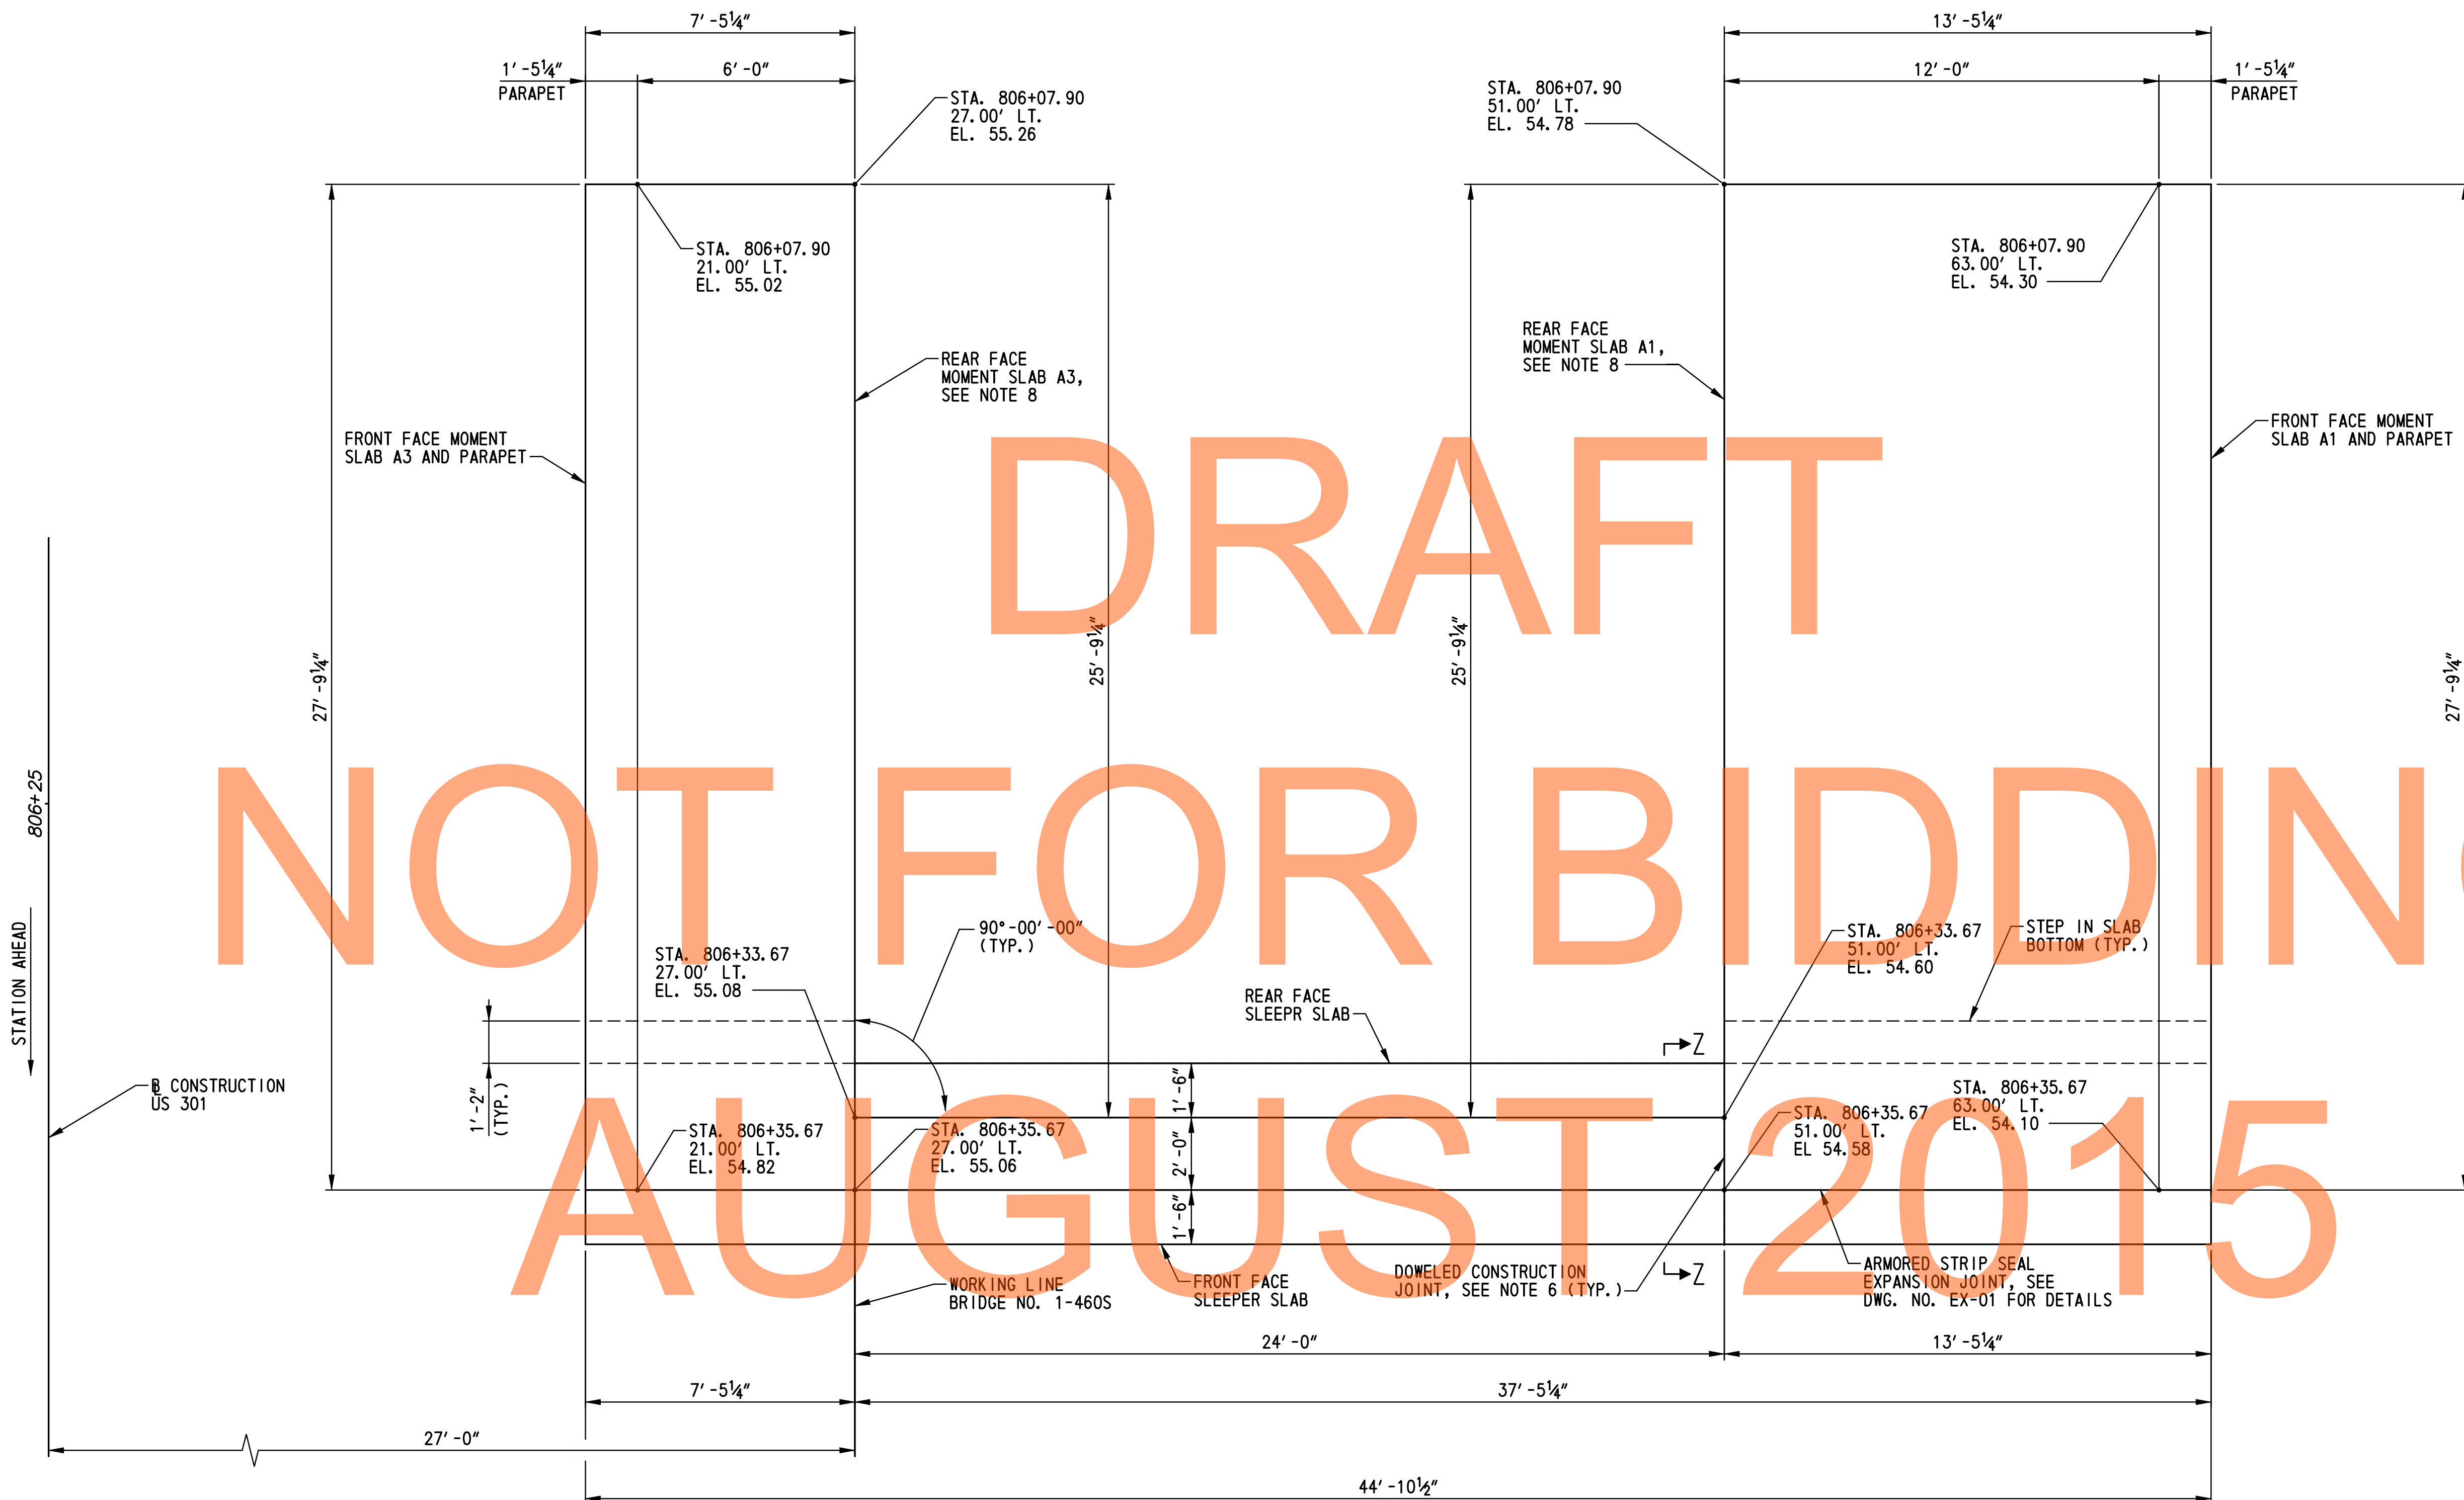 7'-5¼"
13'-5¼"
1'-5¼"
PARAPET
6'-0"
12'-0"
1'-5¼"
PARAPET
STA. 806+07.90
27.00' LT.
EL. 55.26
STA. 806+07.90
51.00' LT.
EL. 54.78
STA. 806+07.90
21.00' LT.
EL. 55.02
STA. 806+07.90
63.00' LT.
EL. 54.30
REAR FACE
MOMENT SLAB A3,
SEE NOTE 8
REAR FACE
MOMENT SLAB A1,
SEE NOTE 8
FRONT FACE MOMENT
SLAB A3 AND PARAPET
FRONT FACE MOMENT
SLAB A1 AND PARAPET
DRAFT
27'-9¼"
25'-9¼"
25'-9¼"
27'-9¼"
806+25
NOT FOR BIDDIN
STATION AHEAD
STA. 806+33.67
27.00' LT.
EL. 55.08
90°-00'-00"
(TYP.)
STA. 806+33.67
51.00' LT.
EL. 54.60
STEP IN SLAB
BOTTOM (TYP.)
REAR FACE
SLEEPR SLAB
Z
B CONSTRUCTION
US 301
1'-2"
(TYP.)
1'-6"
AUGUST 2015
STA. 806+35.67
21.00' LT.
EL. 54.82
STA. 806+35.67
27.00' LT.
EL. 55.06
2'-0"
STA. 806+35.67
51.00' LT.
EL 54.58
STA. 806+35.67
63.00' LT.
EL. 54.10
1'-6"
WORKING LINE
BRIDGE NO. 1-460S
FRONT FACE
SLEEPER SLAB
DOWELED CONSTRUCTION
JOINT, SEE NOTE 6 (TYP.)
Z
ARMORED STRIP SEAL
EXPANSION JOINT, SEE
DWG. NO. EX-01 FOR DETAILS
24'-0"
13'-5¼"
7'-5¼"
37'-5¼"
27'-0"
44'-10½"